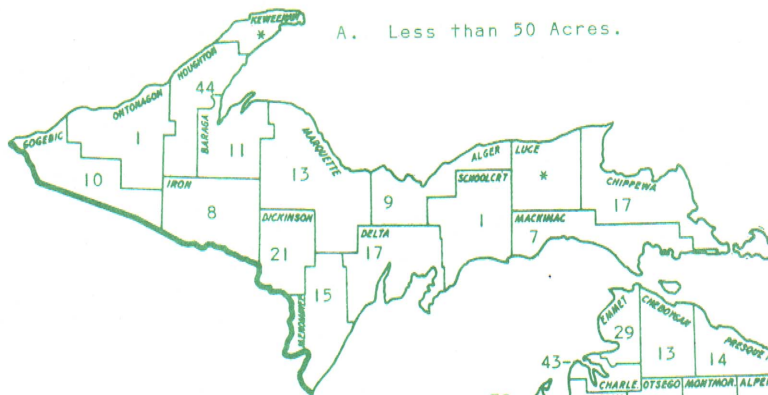 KEWEENAW
*
A. Less than 50 Acres.
HOUGHTON
44
ONTONAGON
1
GOGEBIC
10
BARAGA
11
IRON
8
MARQUETTE
13
DICKINSON
21
MENOMINEE
15
ALGER
9
DELTA
17
SCHOOLCRT
1
LUCE
*
MACKIMAC
7
CHIPPEWA
17
EMMET
29
CHEBOYGAN
13
PRESQUE
14
43-
CHARLE.
OTSEGO
MONTMOR.
ALPE